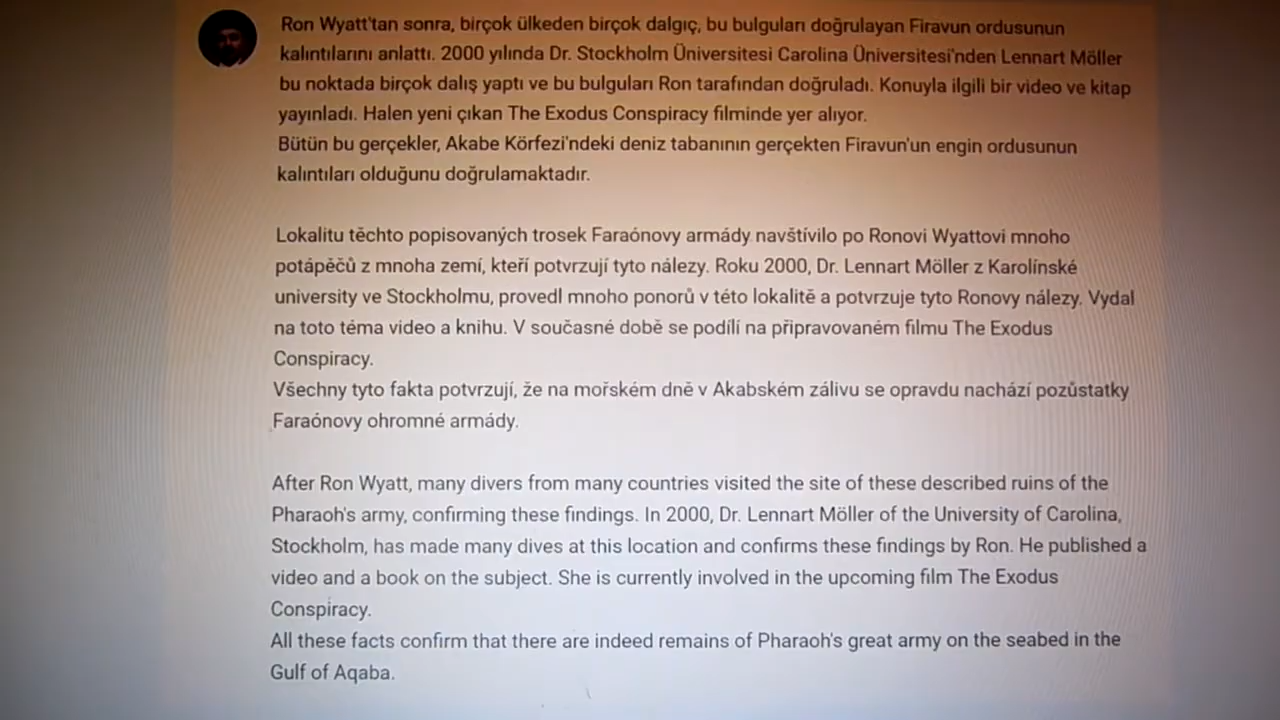 Ron Wyatt'tan sonra, birçok ülkeden birçok dalgıç, bu bulguları doğrulayan Firavun ordusunun
kalıntılarını anlattı. 2000 yılında Dr. Stockholm Üniversitesi Carolina Üniversitesi'nden Lennart Möller
bu noktada birçok dalış yaptı ve bu bulguları Ron tarafından doğruladı. Konuyla ilgili bir video ve kitap
yayınladı. Halen yeni çıkan The Exodus Conspiracy filminde yer alıyor.
Bütün bu gerçekler, Akabe Körfezi'ndeki deniz tabanının gerçekten Firavun'un engin ordusunun
kalıntıları olduğunu doğrulamaktadır.
Lokalitu těchto popisovaných trosek Faraónovy armády navštívilo po Ronovi Wyattovi mnoho
potápěčů z mnoha zemí, kteří potvrzují tyto nálezy. Roku 2000, Dr. Lennart Möller z Karolínské
university ve Stockholmu, provedl mnoho ponorů v této lokalitě a potvrzuje tyto Ronovy nálezy. Vydal
na toto téma video a knihu. V současné době se podílí na připravovaném filmu The Exodus
Conspiracy.
Všechny tyto fakta potvrzují, že na mořském dně v Akabském zálivu se opravdu nachází pozůstatky
Faraónovy ohromné armády.
After Ron Wyatt, many divers from many countries visited the site of these described ruins of the
Pharaoh's army, confirming these findings. In 2000, Dr. Lennart Möller of the University of Carolina,
Stockholm, has made many dives at this location and confirms these findings by Ron. He published a
video and a book on the subject. She is currently involved in the upcoming film The Exodus
Conspiracy.
All these facts confirm that there are indeed remains of Pharaoh's great army on the seabed in the
Gulf of Aqaba.